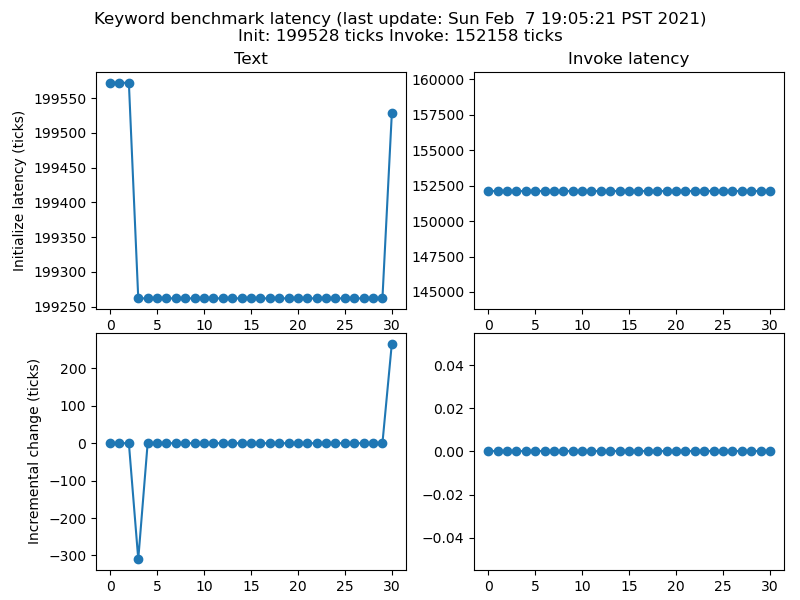 Keyword benchmark latency (last update: Sun Feb  7 19:05:21 PST 2021)
Init: 199528 ticks Invoke: 152158 ticks
Text
Initialize latency (ticks)
199550
199500
199450
199400
199350
199300
199250
0 5 10 15 20 25 30
Invoke latency
160000
157500
155000
152500
150000
147500
145000
0 5 10 15 20 25 30
Incremental change (ticks)
200
100
0
−100
−200
−300
0 5 10 15 20 25 30
0.04
0.02
0.00
−0.02
−0.04
0 5 10 15 20 25 30